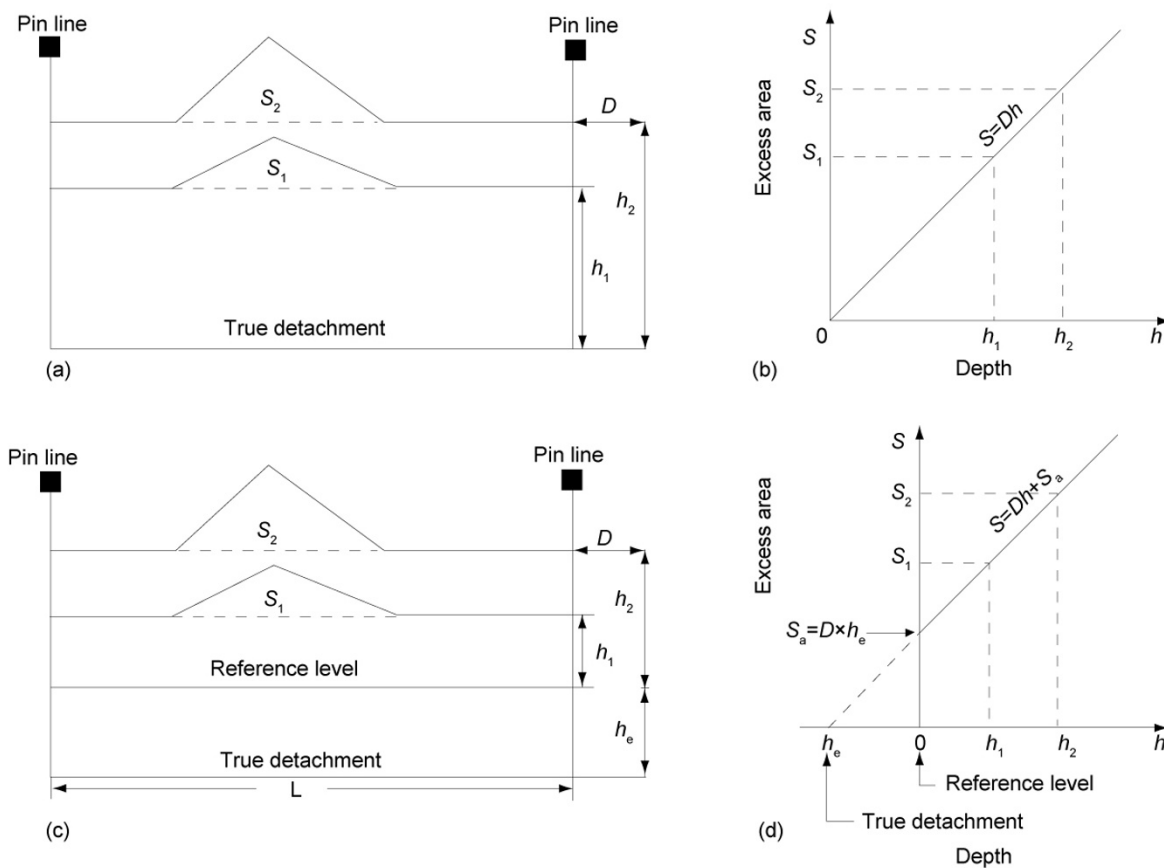 Pin line
Pin line
S₂
D
S₁
h₂
h₁
True detachment
(a)
S
S₂
S=Dh
S₁
Excess area
0
h₁
h₂
h
Depth
(b)
Pin line
Pin line
S₂
D
S₁
h₂
h₁
Reference level
hₑ
True detachment
L
(c)
S
S₂
S=Dh+Sₐ
S₁
Excess area
Sₐ=D×hₑ
hₑ
0
h₁
h₂
h
Reference level
True detachment
(d)
Depth